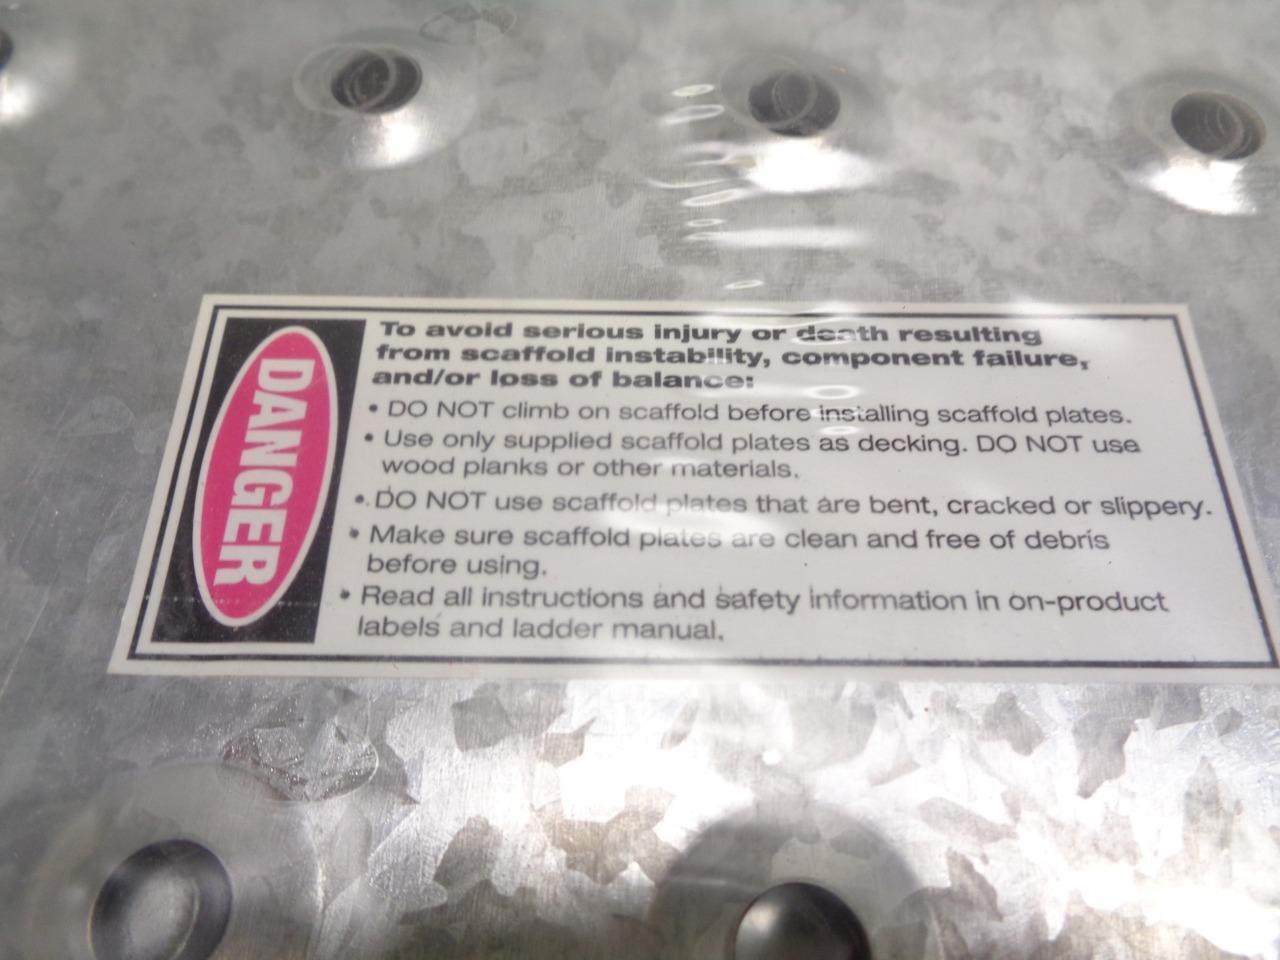 DANGER
To avoid serious injury or death resulting
from scaffold instability, component failure,
and/or loss of balance:
• DO NOT climb on scaffold before installing scaffold plates.
• Use only supplied scaffold plates as decking. DO NOT use
wood planks or other materials.
• DO NOT use scaffold plates that are bent, cracked or slippery.
• Make sure scaffold plates are clean and free of debris
before using.
• Read all instructions and safety information in on-product
labels and ladder manual.